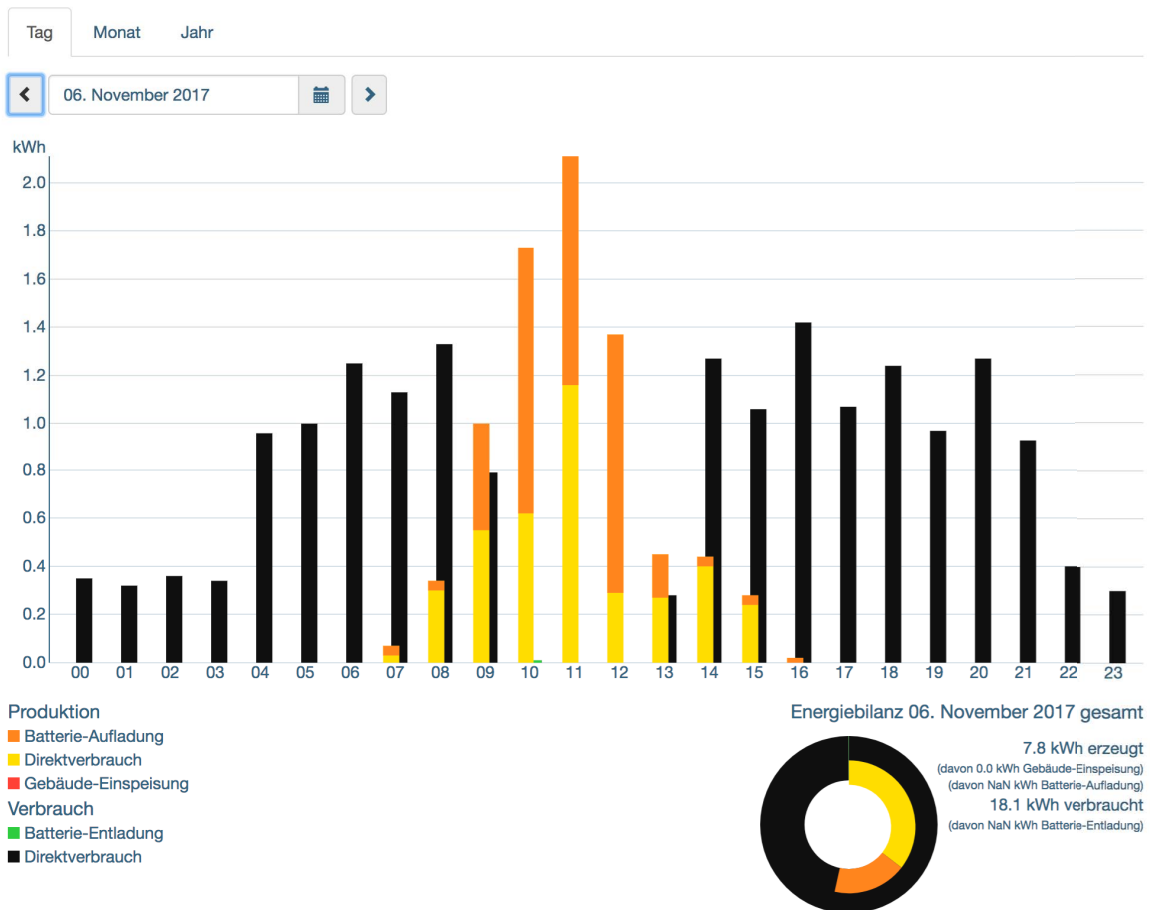 Tag Monat Jahr
06. November 2017
kWh
2.0
1.8
1.6
1.4
1.2
1.0
0.8
0.6
0.4
0.2
0.0
00 01 02 03 04 05 06 07 08 09 10 11 12 13 14 15 16 17 18 19 20 21 22 23
Produktion
Batterie-Aufladung
Direktverbrauch
Gebäude-Einspeisung
Verbrauch
Batterie-Entladung
Direktverbrauch
Energiebilanz 06. November 2017 gesamt
7.8 kWh erzeugt
(davon 0.0 kWh Gebäude-Einspeisung)
(davon NaN kWh Batterie-Aufladung)
18.1 kWh verbraucht
(davon NaN kWh Batterie-Entladung)